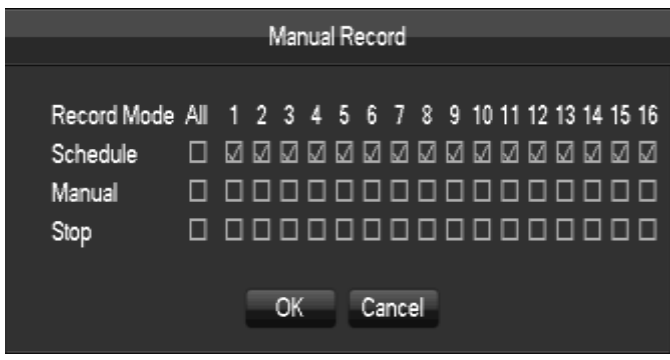 Manual Record
Record Mode All 1 2 3 4 5 6 7 8 9 10 11 12 13 14 15 16
Schedule
Manual
Stop
OK Cancel